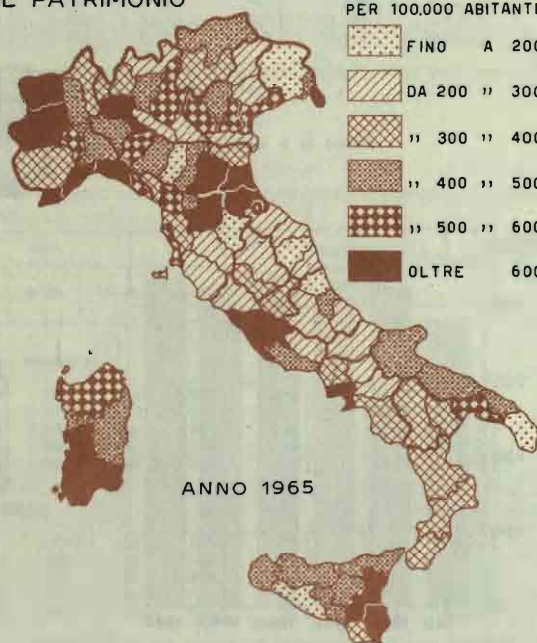 L PATRIMONIO
PER 100.000 ABITANTI
FINO A 200
DA 200 ,, 300
,, 300 ,, 400
,, 400 ,, 500
,, 500 ,, 600
OLTRE 600
ANNO 1965